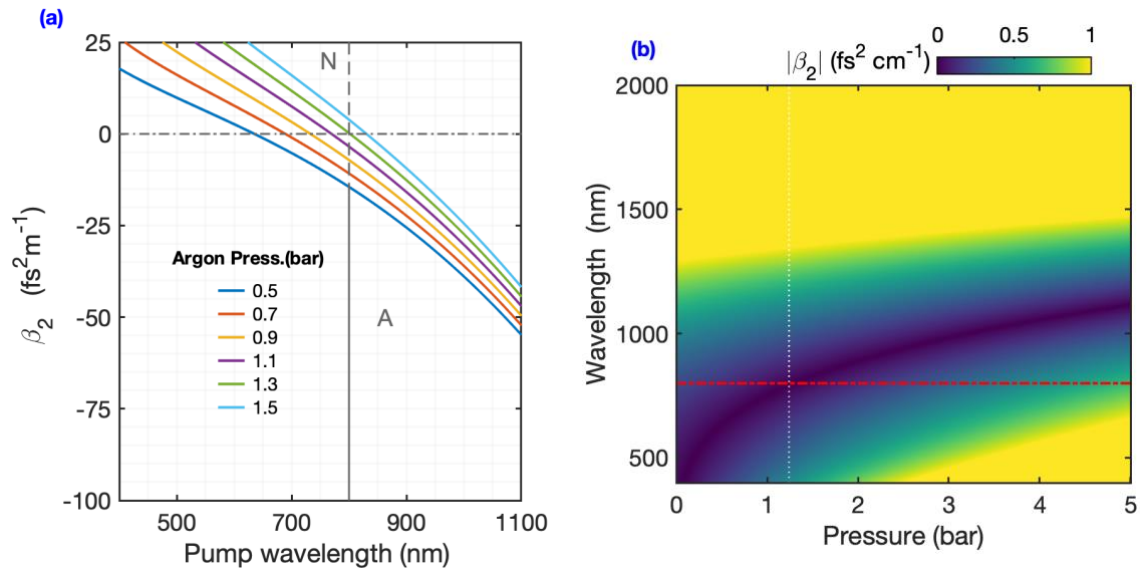 (a)
25
0
-25
-50
-75
-100
β₂ (fs² m⁻¹)
N
A
Argon Press.(bar)
0.5
0.7
0.9
1.1
1.3
1.5
500 700 900 1100
Pump wavelength (nm)
(b)
0 0.5 1
|β₂| (fs² cm⁻¹)
2000
1500
1000
500
Wavelength (nm)
0 1 2 3 4 5
Pressure (bar)